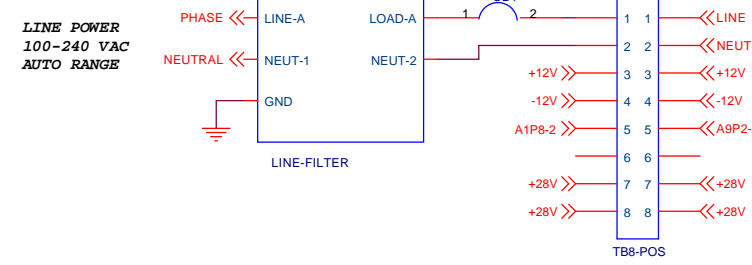 LINE POWER
100-240 VAC
AUTO RANGE
PHASE
NEUTRAL
LINE-A
NEUT-1
GND
LOAD-A
NEUT-2
LINE-FILTER
1 2
+12V
-12V
A1P8-2
+28V
+28V
1 1
2 2
3 3
4 4
5 5
6 6
7 7
8 8
LINE
NEUT
+12V
-12V
A9P2-
+28V
+28V
TB8-POS